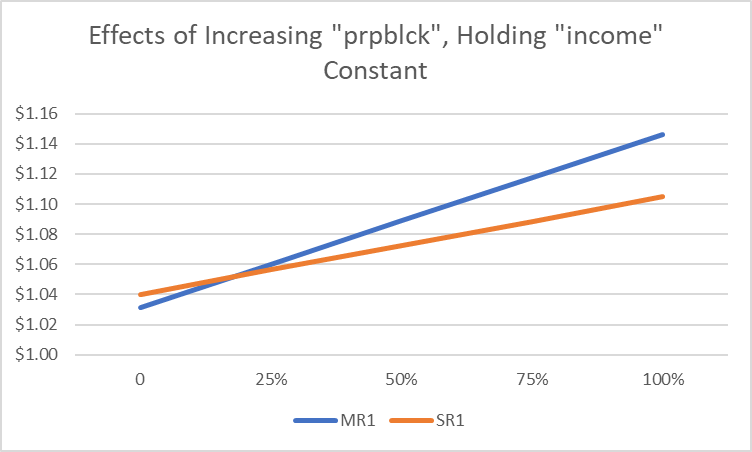 Effects of Increasing "prpblck", Holding "income"
Constant
$1.16
$1.14
$1.12
$1.10
$1.08
$1.06
$1.04
$1.02
$1.00
0 25% 50% 75% 100%
MR1 SR1